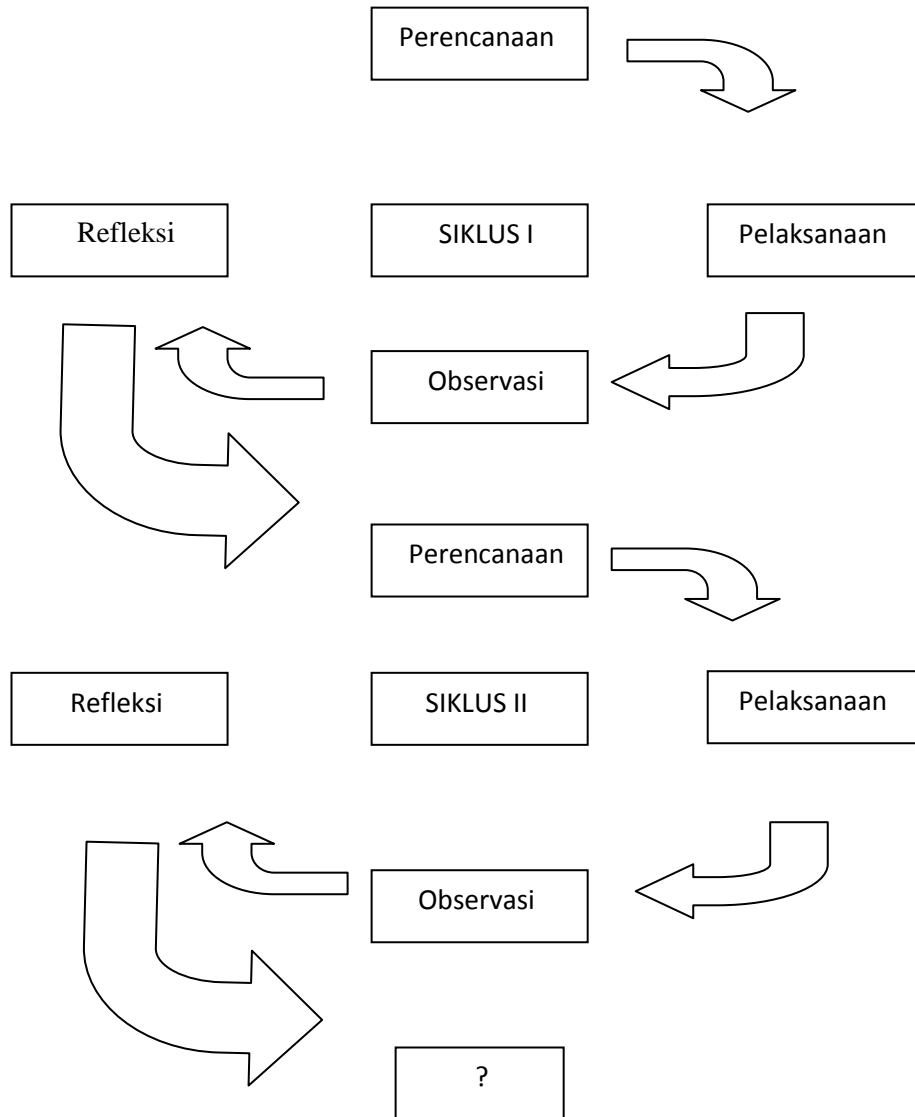 Perencanaan
Refleksi
SIKLUS I
Pelaksanaan
Observasi
Perencanaan
Refleksi
SIKLUS II
Pelaksanaan
Observasi
?